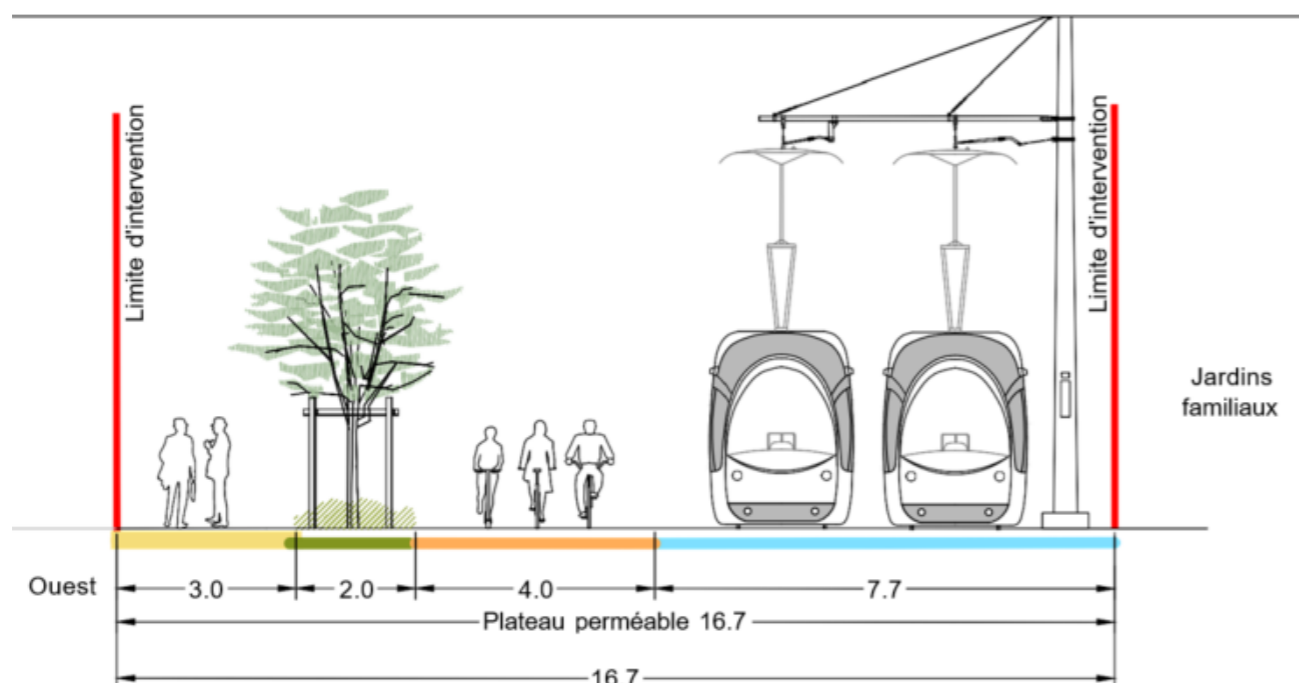 Limite d'intervention
Limite d'intervention
Jardins
familiaux
Ouest
3.0
2.0
4.0
7.7
Plateau perméable 16.7
16.7